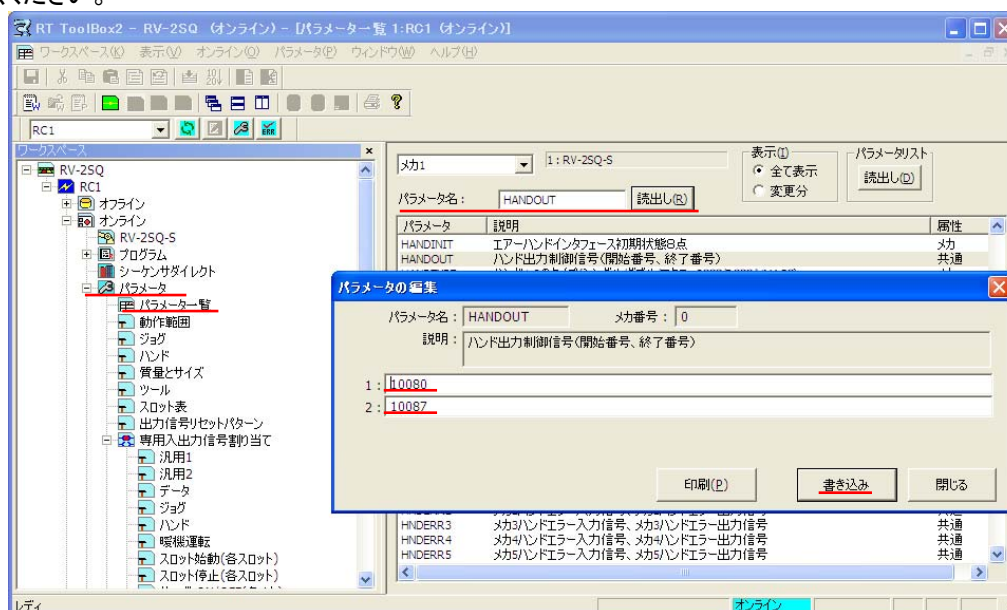 ください。
RT ToolBox2 - RV-2SQ (オンライン) - [パラメーター覧 1:RC1 (オンライン)]
ワークスペース(K) 表示(V) オンライン(O) パラメータ(P) ウィンドウ(W) ヘルプ(H)
RC1
ワークスペース
RV-2SQ
RC1
オフライン
オンライン
RV-2SQ-S
プログラム
シーケンサダイレクト
パラメータ
パラメーター覧
動作範囲
ジョグ
ハンド
質量とサイズ
ツール
スロット表
出力信号リセットパターン
専用入出力信号割り当て
汎用1
汎用2
データ
ジョグ
ハンド
暖機運転
スロット始動(各スロット)
スロット停止(各スロット)
メカ1
1 : RV-2SQ-S
表示(I)
全て表示
変更分
パラメータリスト
読出し(D)
パラメータ名: HANDOUT 読出し(R)
パラメータ 説明 属性
HANDINIT エアーハンドインタフェース初期状態8点 メカ
HANDOUT ハンド出力制御信号(開始番号、終了番号) 共通
パラメータの編集
パラメータ名: HANDOUT メカ番号: 0
説明: ハンド出力制御信号(開始番号、終了番号)
1 : 10080
2 : 10087
印刷(P) 書き込み 閉じる
HNDERR3 メカ3ハンドエラー入力信号、メカ3ハンドエラー出力信号 共通
HNDERR4 メカ4ハンドエラー入力信号、メカ4ハンドエラー出力信号 共通
HNDERR5 メカ5ハンドエラー入力信号、メカ5ハンドエラー出力信号 共通
レディ オンライン